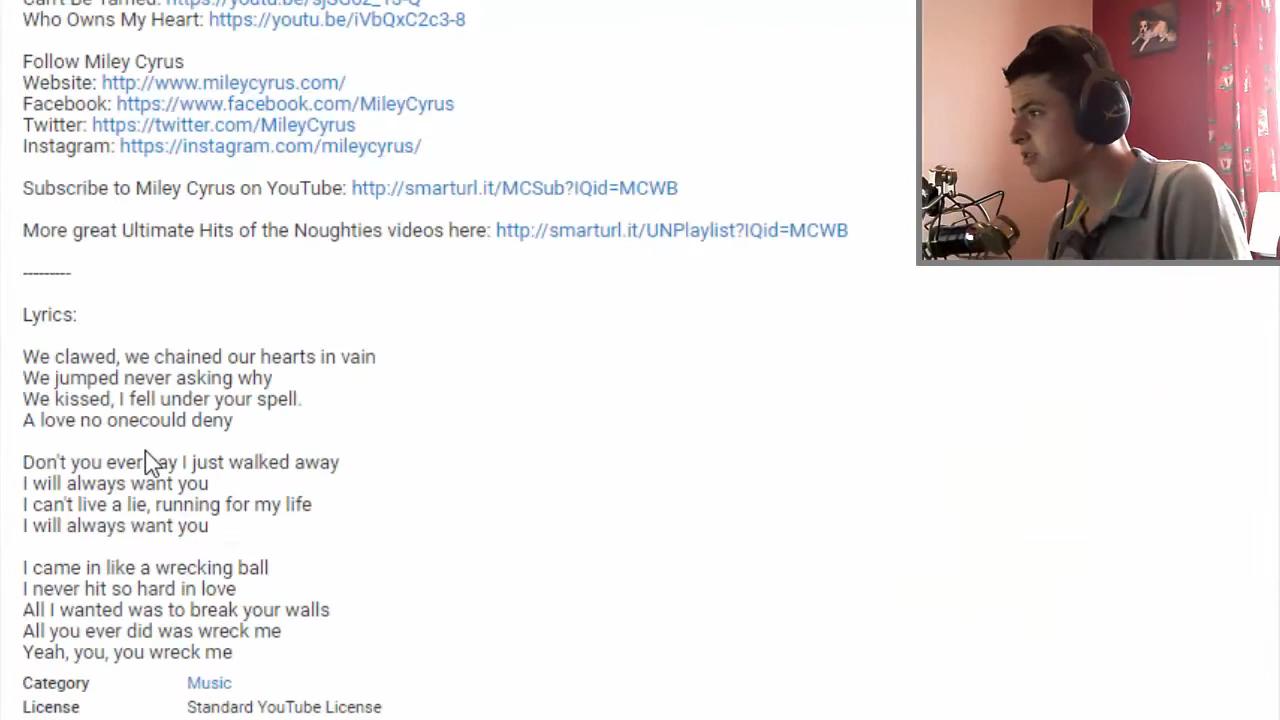 Who Owns My Heart: https://youtu.be/iVbQxC2c3-8
Follow Miley Cyrus
Website: http://www.mileycyrus.com/
Facebook: https://www.facebook.com/MileyCyrus
Twitter: https://twitter.com/MileyCyrus
Instagram: https://instagram.com/mileycyrus/
Subscribe to Miley Cyrus on YouTube: http://smarturl.it/MCSub?IQid=MCWB
More great Ultimate Hits of the Noughties videos here: http://smarturl.it/UNPlaylist?IQid=MCWB
---------
Lyrics:
We clawed, we chained our hearts in vain
We jumped never asking why
We kissed, I fell under your spell.
A love no onecould deny
Don't you ever ay I just walked away
I will always want you
I can't live a lie, running for my life
I will always want you
I came in like a wrecking ball
I never hit so hard in love
All I wanted was to break your walls
All you ever did was wreck me
Yeah, you, you wreck me
Category Music
License Standard YouTube License